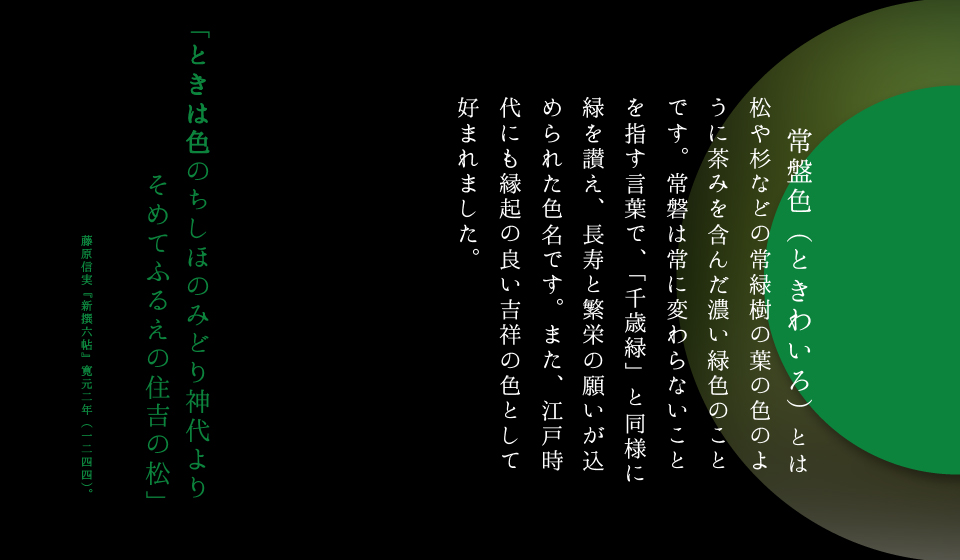 常盤色（ときわいろ）とは
松や杉などの常緑樹の葉の色のよ
うに茶みを含んだ濃い緑色のこと
です。常磐は常に変わらないこと
を指す言葉で、「千歳緑」と同様に
緑を讃え、長寿と繁栄の願いが込
められた色名です。また、江戸時
代にも縁起の良い吉祥の色として
好まれました。
「ときは色のちしほのみどり神代より
そめてふるえの住吉の松」
藤原信実『新撰六帖』寛元二年（一二四四）。